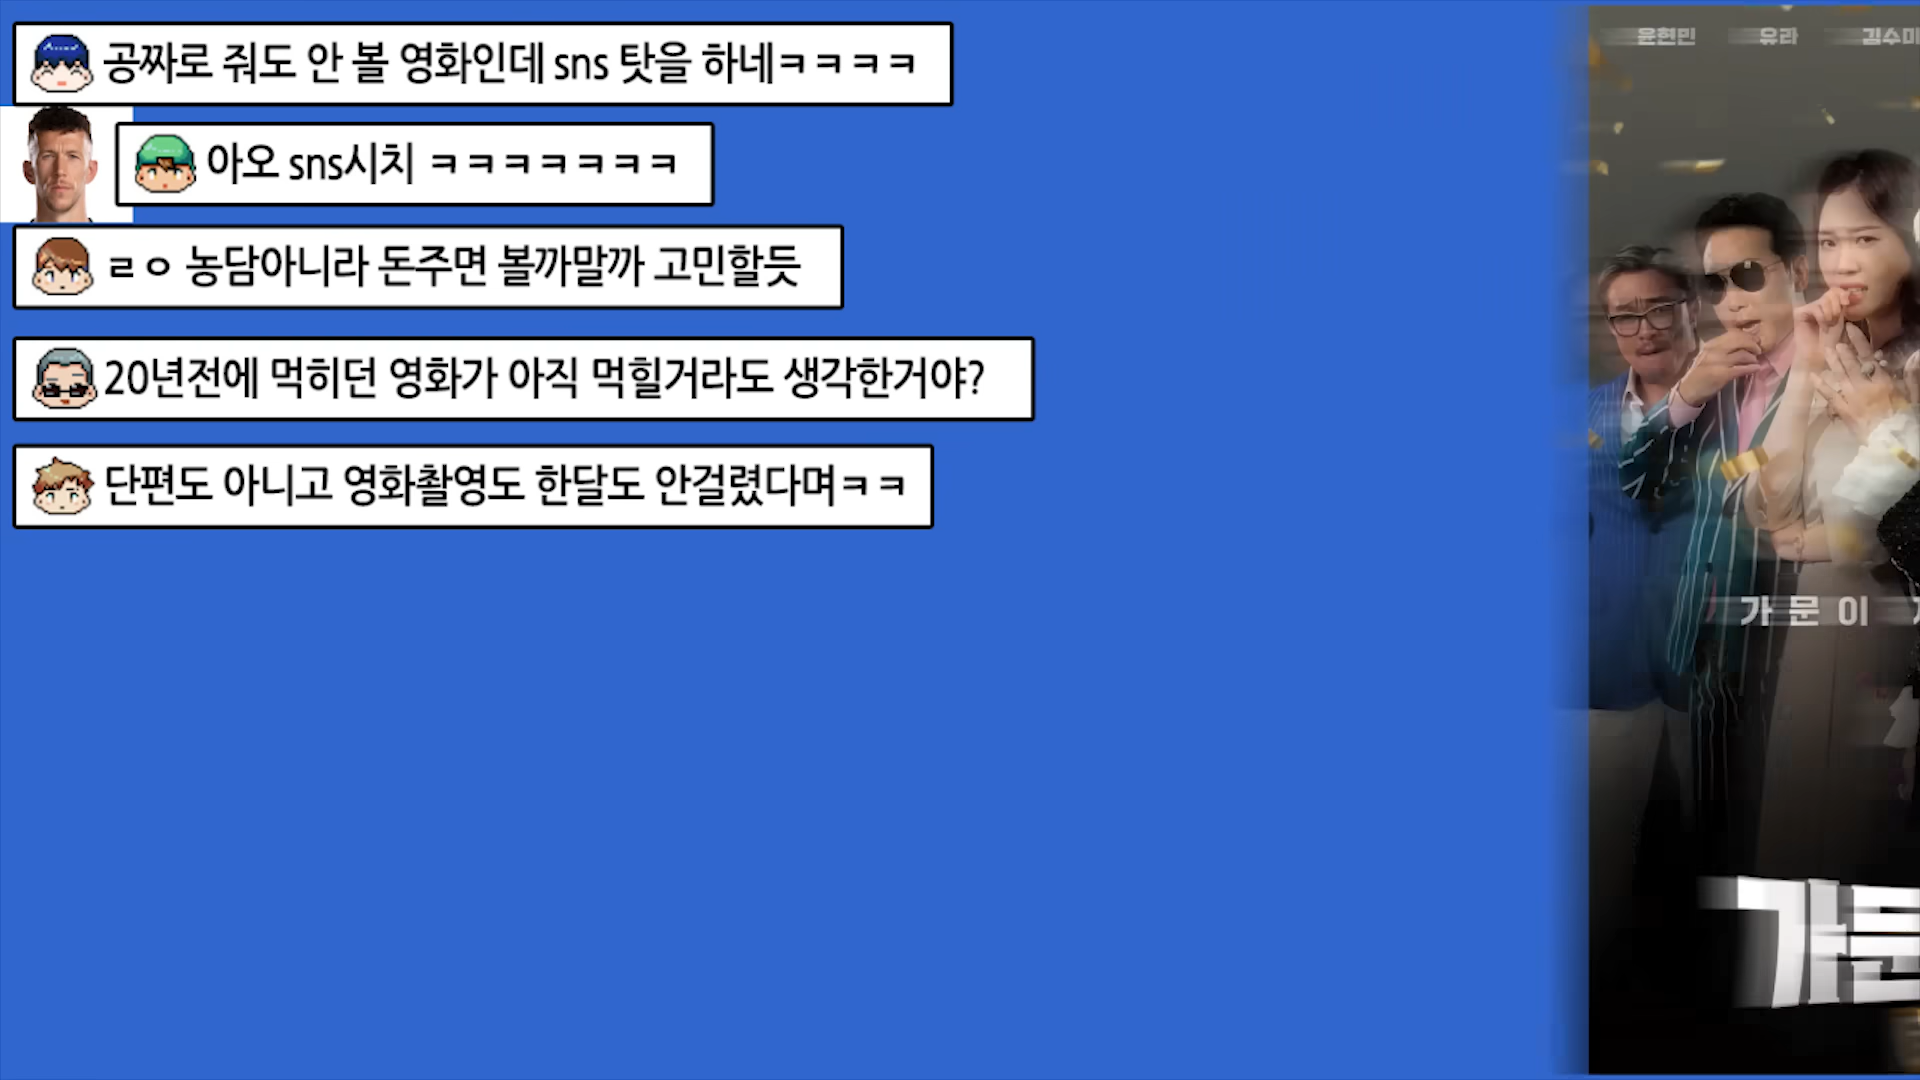 공짜로 줘도 안 볼 영화인데 sns 탓을 하네ㅋㅋㅋㅋ
아오 sns시치 ㅋㅋㅋㅋㅋㅋㅋ
ㄹㅇ 농담아니라 돈주면 볼까말까 고민할듯
20년전에 먹히던 영화가 아직 먹힐거라도 생각한거야?
단편도 아니고 영화촬영도 한달도 안걸렸다며ㅋㅋ
윤현민 유라 김수미
가문이
가문